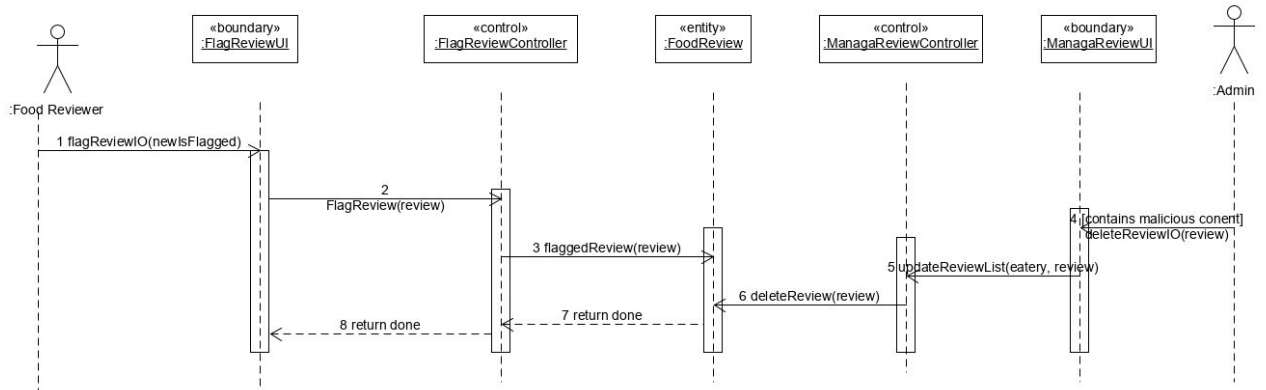 «boundary»
:FlagReviewUI
«control»
:FlagReviewController
«entity»
:FoodReview
«control»
:ManagaReviewController
«boundary»
:ManagaReviewUI
:Food Reviewer
:Admin
1 flagReviewIO(newIsFlagged)
2
FlagReview(review)
4 [contains malicious conent]
deleteReviewIO(review)
3 flaggedReview(review)
5 updateReviewList(eatery, review)
6 deleteReview(review)
7 return done
8 return done